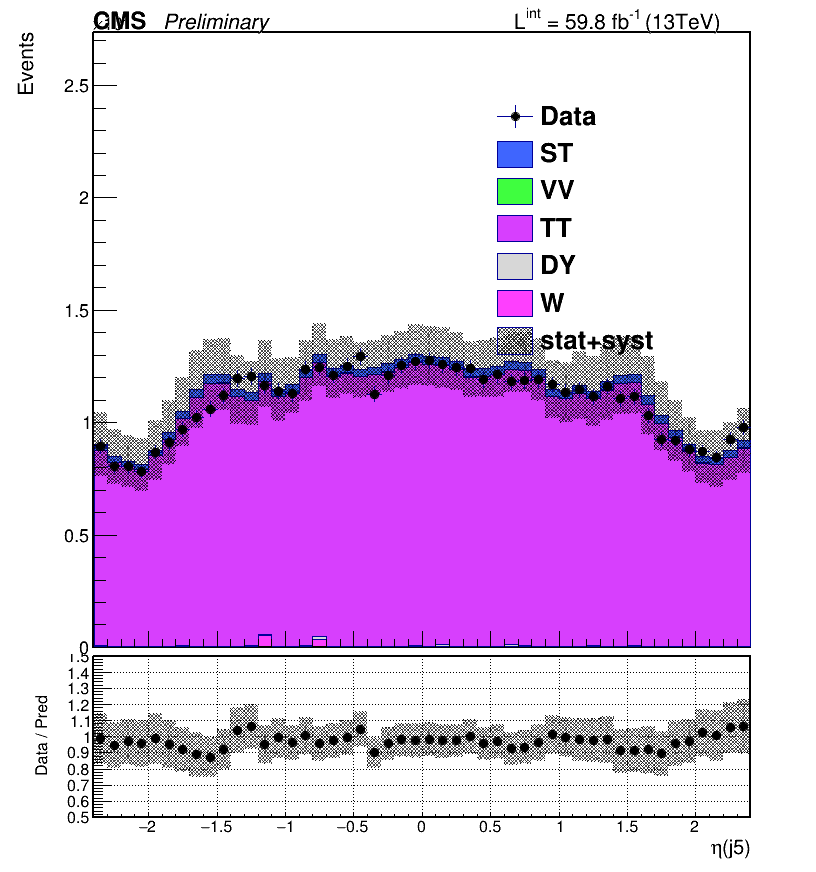 CMS Preliminary L^int = 59.8 fb^-1 (13TeV)
Events
2.5
2
1.5
1
0.5
0
Data
ST
VV
TT
DY
W
stat+syst
Data / Pred
1.5
1.4
1.3
1.2
1.1
1.0
0.9
0.8
0.7
0.6
0.5
−2 −1.5 −1 −0.5 0 0.5 1 1.5 2
η(j5)